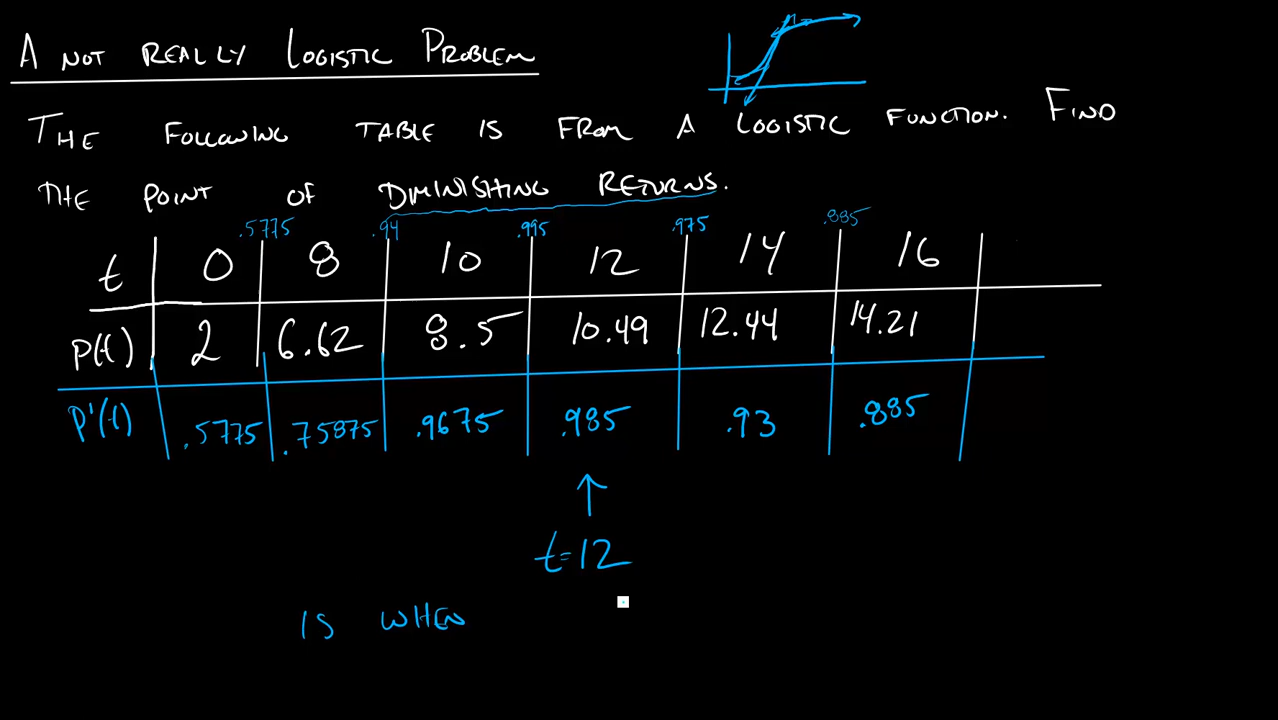 A NOT REALLY LOGISTIC PROBLEM
THE FOLLOWING TABLE IS FROM A LOGISTIC FUNCTION. FIND
THE POINT OF DIMINISHING RETURNS.
.5775 .94 .995 .975 .885
t 0 8 10 12 14 16
P(t) 2 6.62 8.5 10.49 12.44 14.21
P'(t) .5775 .75875 .9675 .985 .93 .885
t=12
IS WHEN